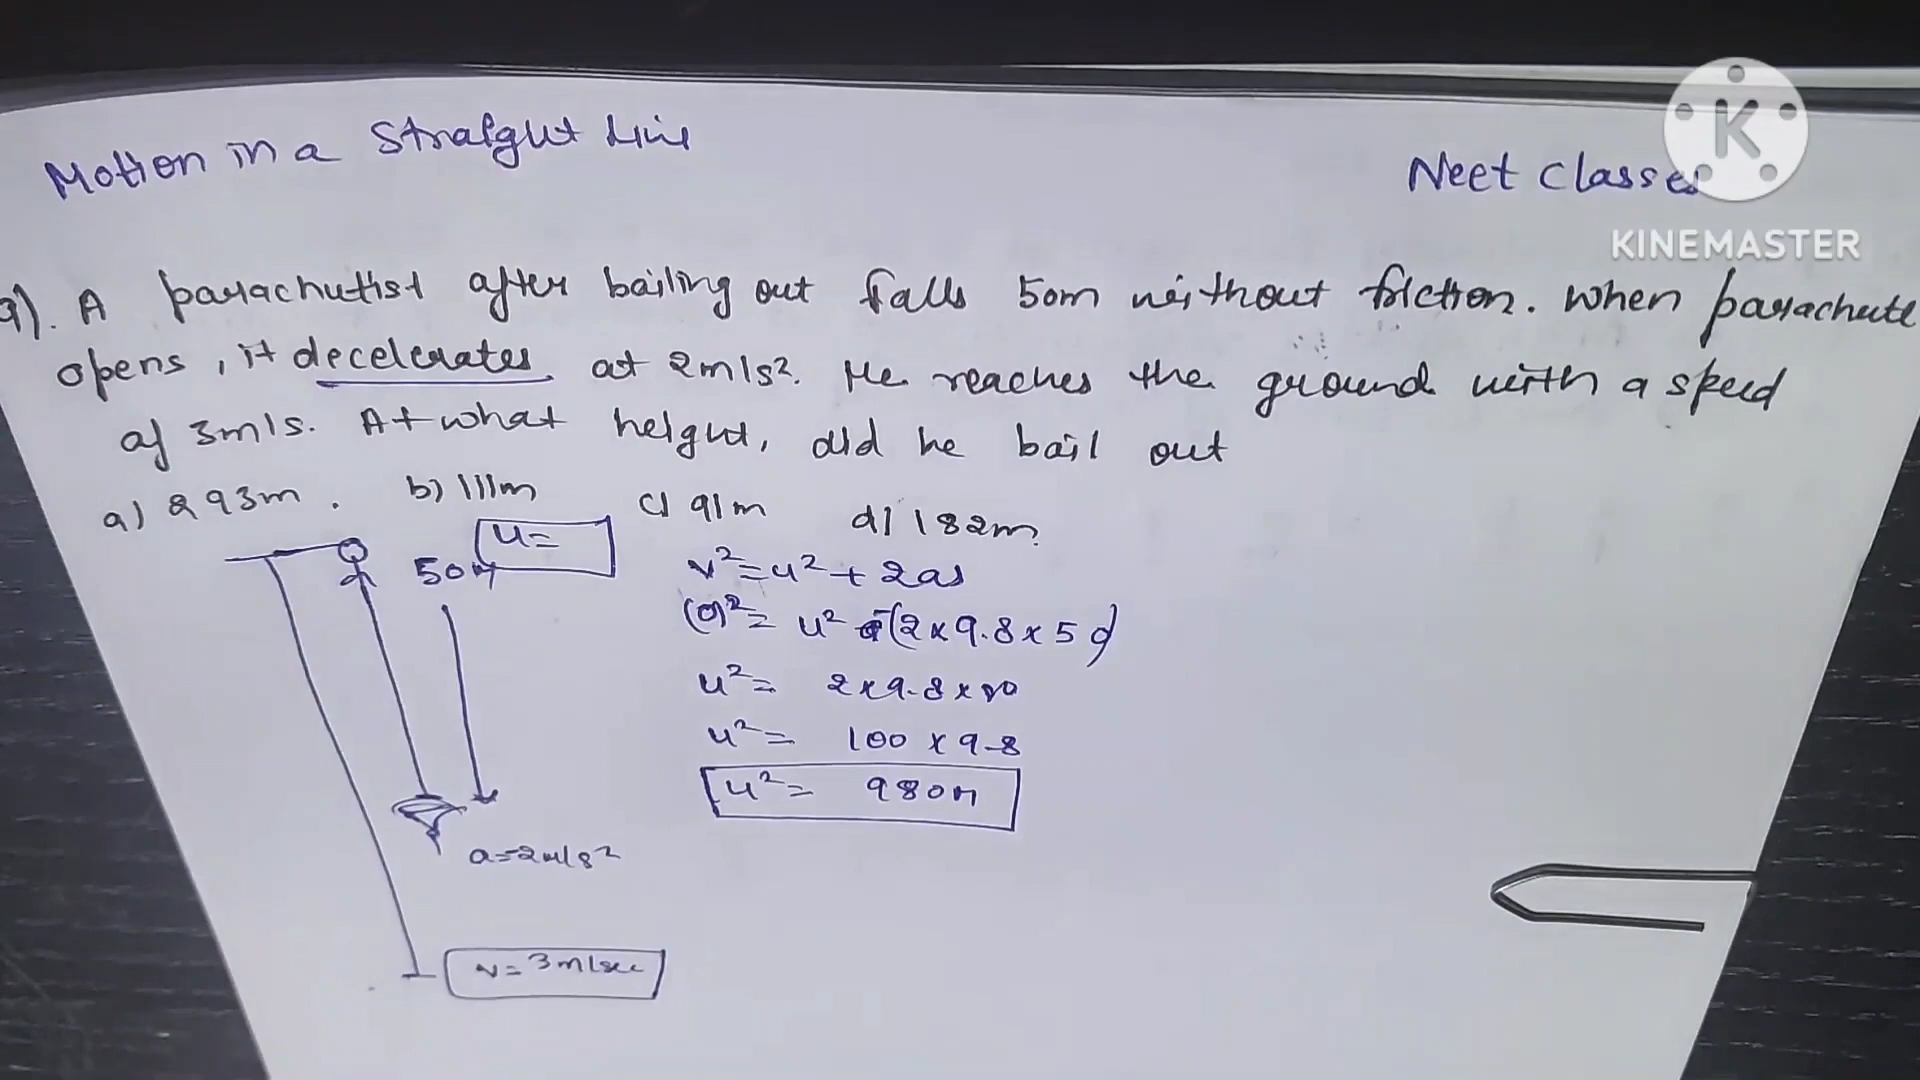 Motion in a Straight Line
Neet Classes
K
KINEMASTER
Q). A parachutist after bailing out falls 50m without friction. When parachute
opens, it decelerates at 2m/s². He reaches the ground with a speed
of 3m/s. At what height, did he bail out
a) 293m. b) 111m c) 91m d) 182m?
50m
u=
v² = u² + 2as
(0)² = u² - (2 x 9.8 x 50)
u² = 2 x 9.8 x 50
u² = 100 x 9.8
u² = 980m
a=2m/s²
v = 3m/sec